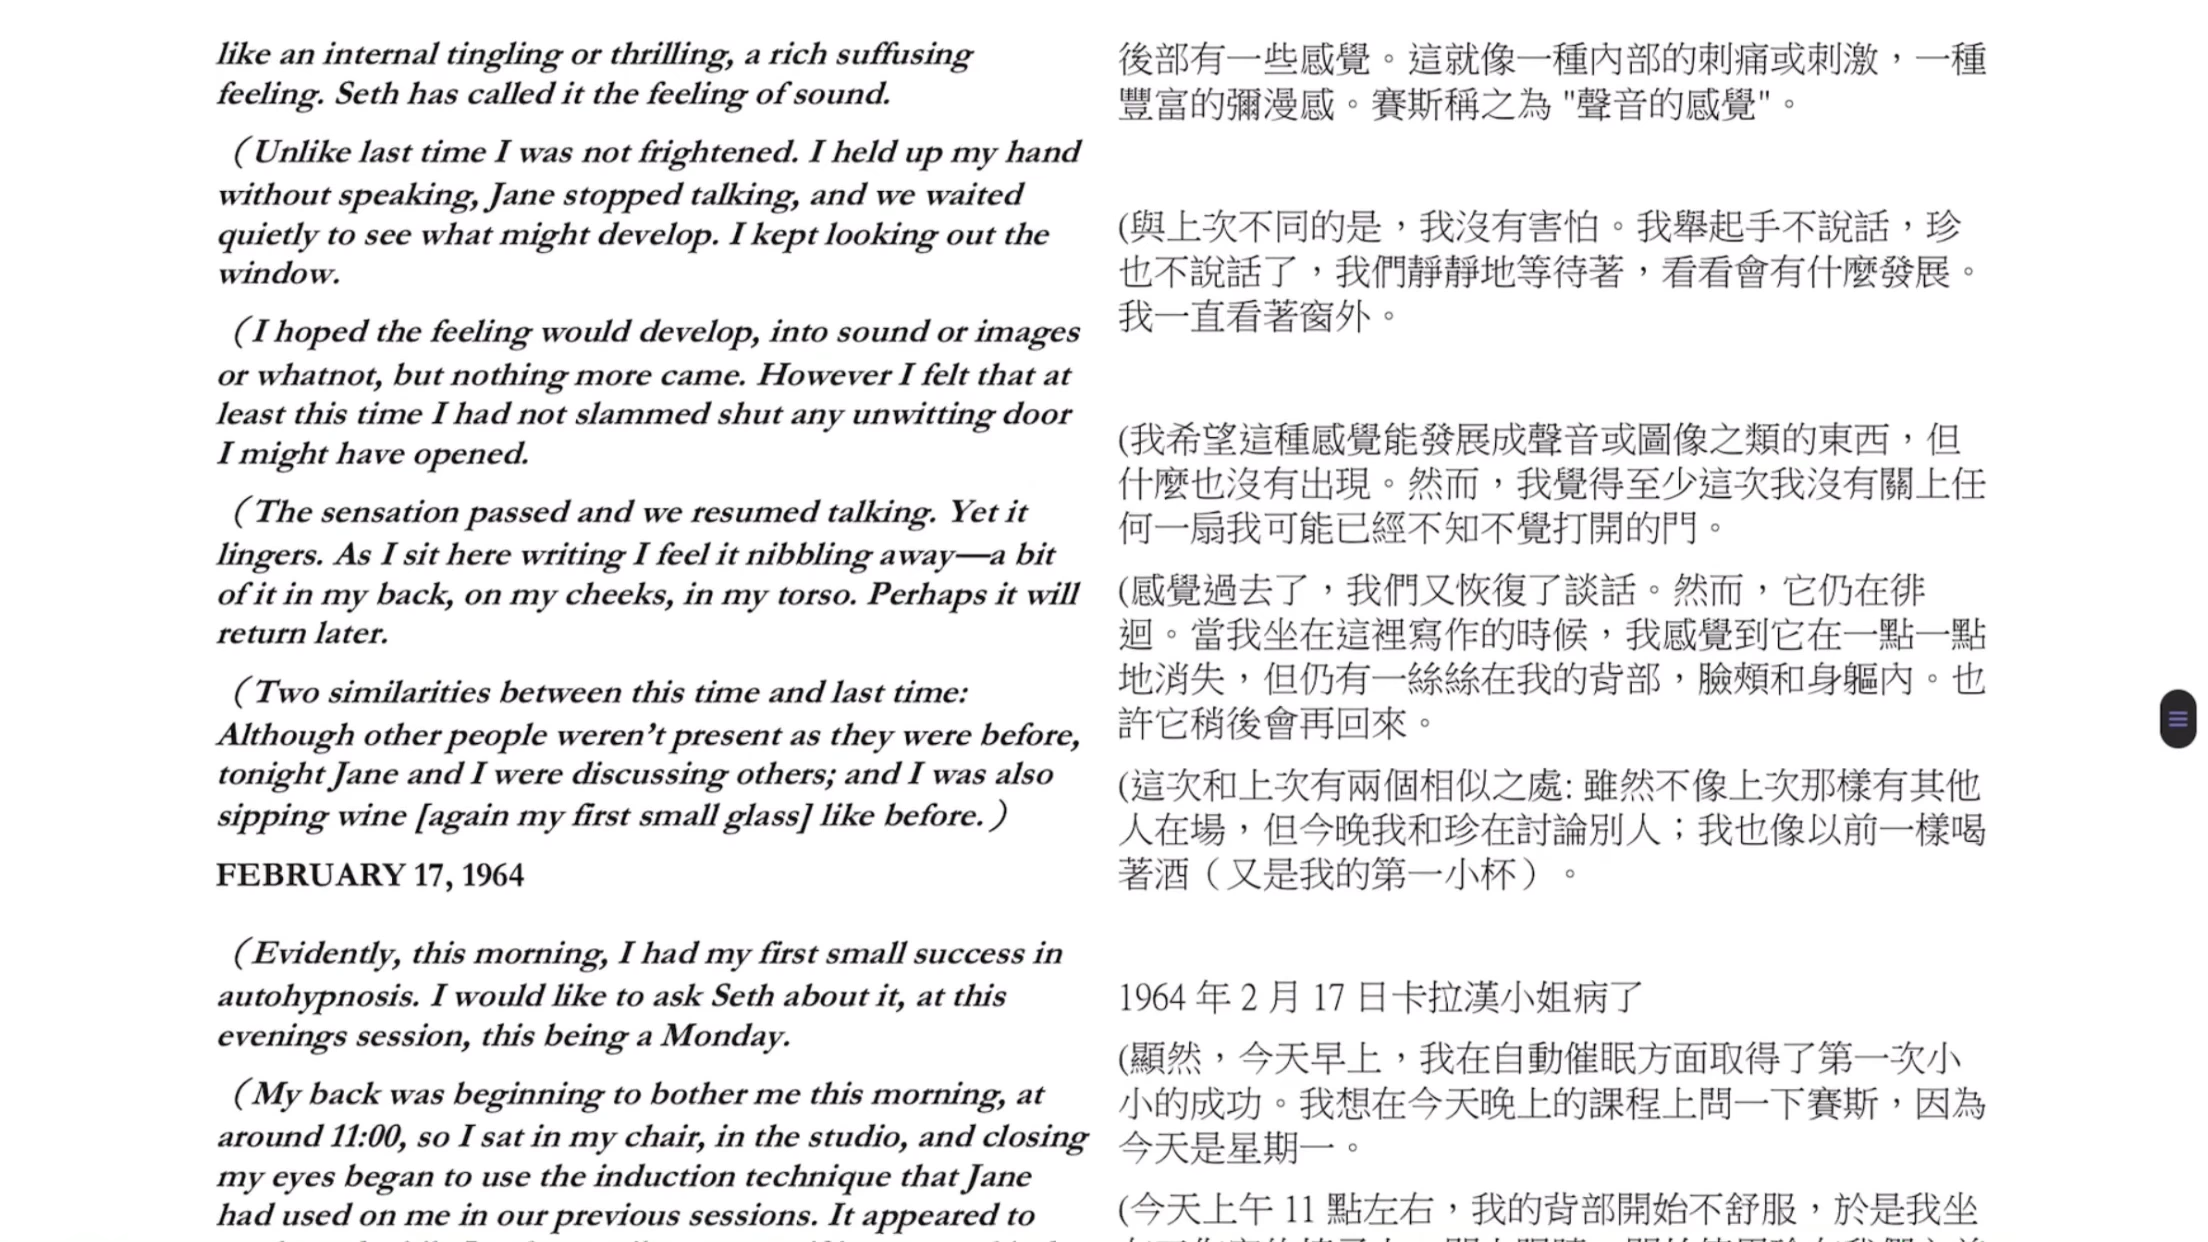 like an internal tingling or thrilling, a rich suffusing
feeling. Seth has called it the feeling of sound.
（Unlike last time I was not frightened. I held up my hand
without speaking, Jane stopped talking, and we waited
quietly to see what might develop. I kept looking out the
window.
（I hoped the feeling would develop, into sound or images
or whatnot, but nothing more came. However I felt that at
least this time I had not slammed shut any unwitting door
I might have opened.
（The sensation passed and we resumed talking. Yet it
lingers. As I sit here writing I feel it nibbling away—a bit
of it in my back, on my cheeks, in my torso. Perhaps it will
return later.
（Two similarities between this time and last time:
Although other people weren’t present as they were before,
tonight Jane and I were discussing others; and I was also
sipping wine [again my first small glass] like before.）
FEBRUARY 17, 1964
（Evidently, this morning, I had my first small success in
autohypnosis. I would like to ask Seth about it, at this
evenings session, this being a Monday.
（My back was beginning to bother me this morning, at
around 11:00, so I sat in my chair, in the studio, and closing
my eyes began to use the induction technique that Jane
had used on me in our previous sessions. It appeared to
後部有一些感覺。這就像一種內部的刺痛或刺激，一種
豐富的彌漫感。賽斯稱之為 "聲音的感覺"。
(與上次不同的是，我沒有害怕。我舉起手不說話，珍
也不說話了，我們靜靜地等待著，看看會有什麼發展。
我一直看著窗外。
(我希望這種感覺能發展成聲音或圖像之類的東西，但
什麼也沒有出現。然而，我覺得至少這次我沒有關上任
何一扇我可能已經不知不覺打開的門。
(感覺過去了，我們又恢復了談話。然而，它仍在徘
迴。當我坐在這裡寫作的時候，我感覺到它在一點一點
地消失，但仍有一絲絲在我的背部，臉頰和身軀內。也
許它稍後會再回來。
(這次和上次有兩個相似之處: 雖然不像上次那樣有其他
人在場，但今晚我和珍在討論別人；我也像以前一樣喝
著酒（又是我的第一小杯）。
1964 年 2 月 17 日卡拉漢小姐病了
(顯然，今天早上，我在自動催眠方面取得了第一次小
小的成功。我想在今天晚上的課程上問一下賽斯，因為
今天是星期一。
(今天上午 11 點左右，我的背部開始不舒服，於是我坐